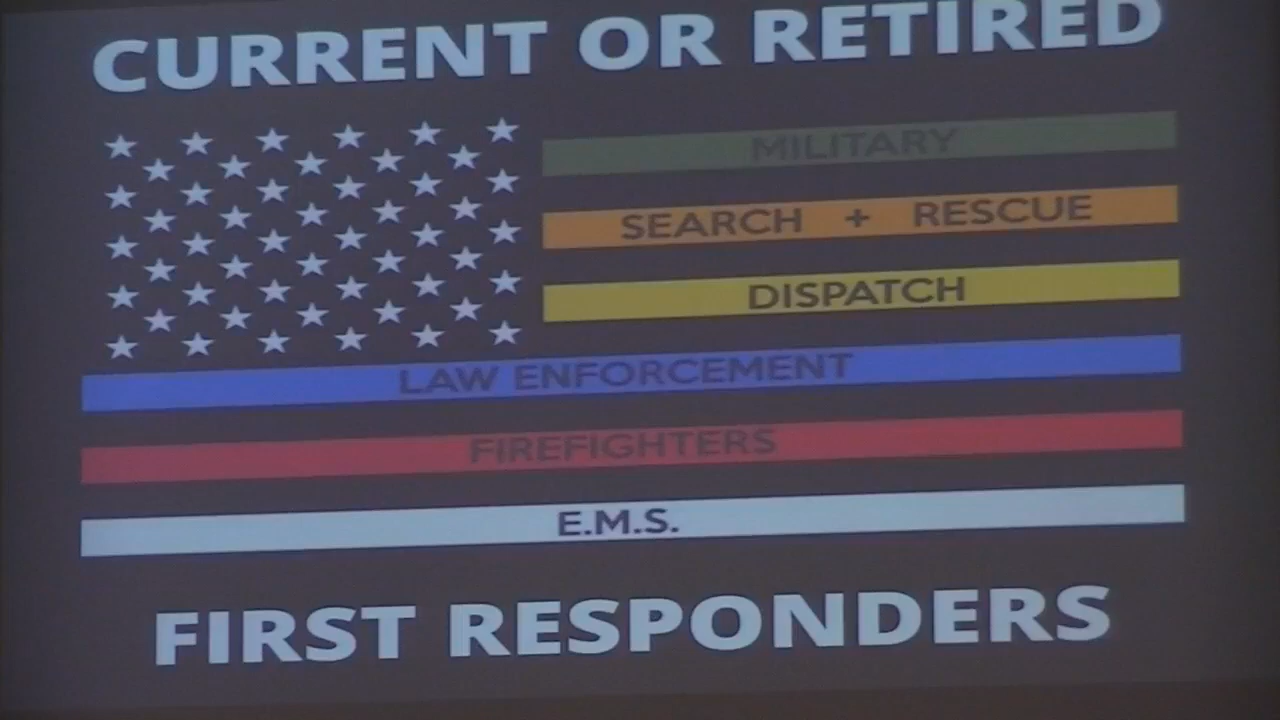 CURRENT OR RETIRED
MILITARY
SEARCH + RESCUE
DISPATCH
LAW ENFORCEMENT
FIREFIGHTERS
E.M.S.
FIRST RESPONDERS